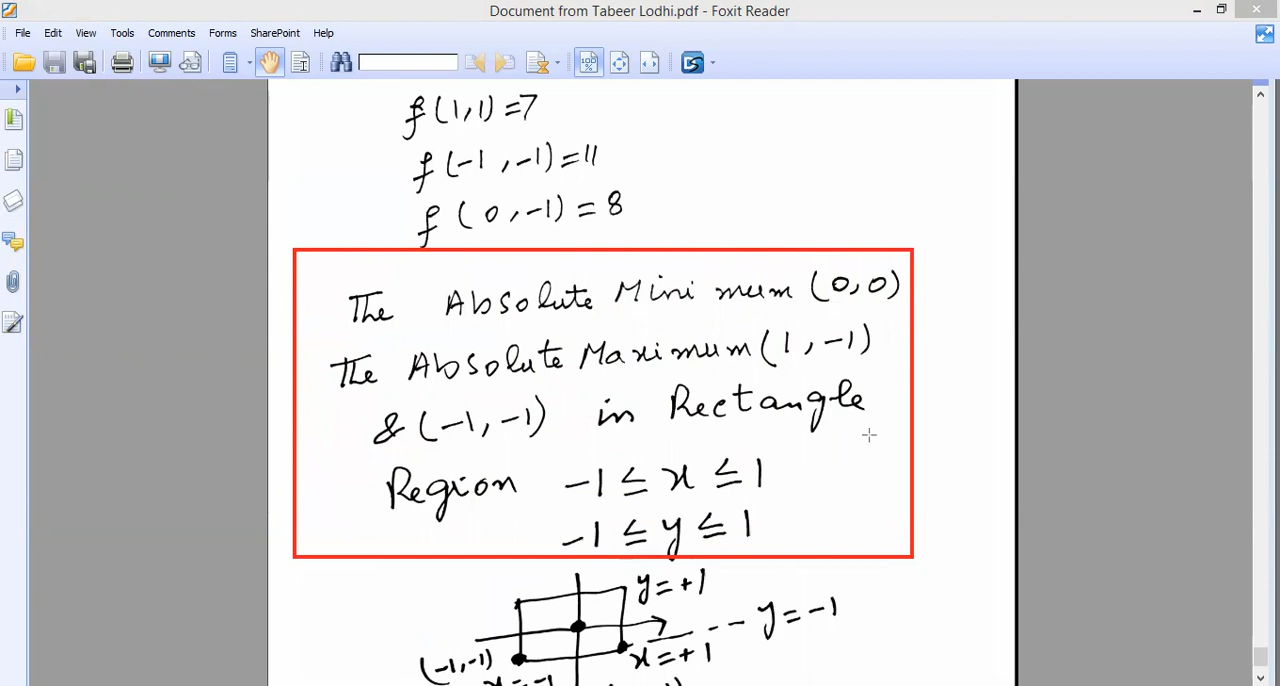 Document from Tabeer Lodhi.pdf - Foxit Reader
File Edit View Tools Comments Forms SharePoint Help
f(1,1)=7
f(-1,-1)=11
f(0,-1)=8
The Absolute Minimum (0,0)
The Absolute Maximum (1,-1)
& (-1,-1) in Rectangle
Region -1 ≤ x ≤ 1
-1 ≤ y ≤ 1
y=+1
y=-1
(-1,-1)
x=+1
x=-1